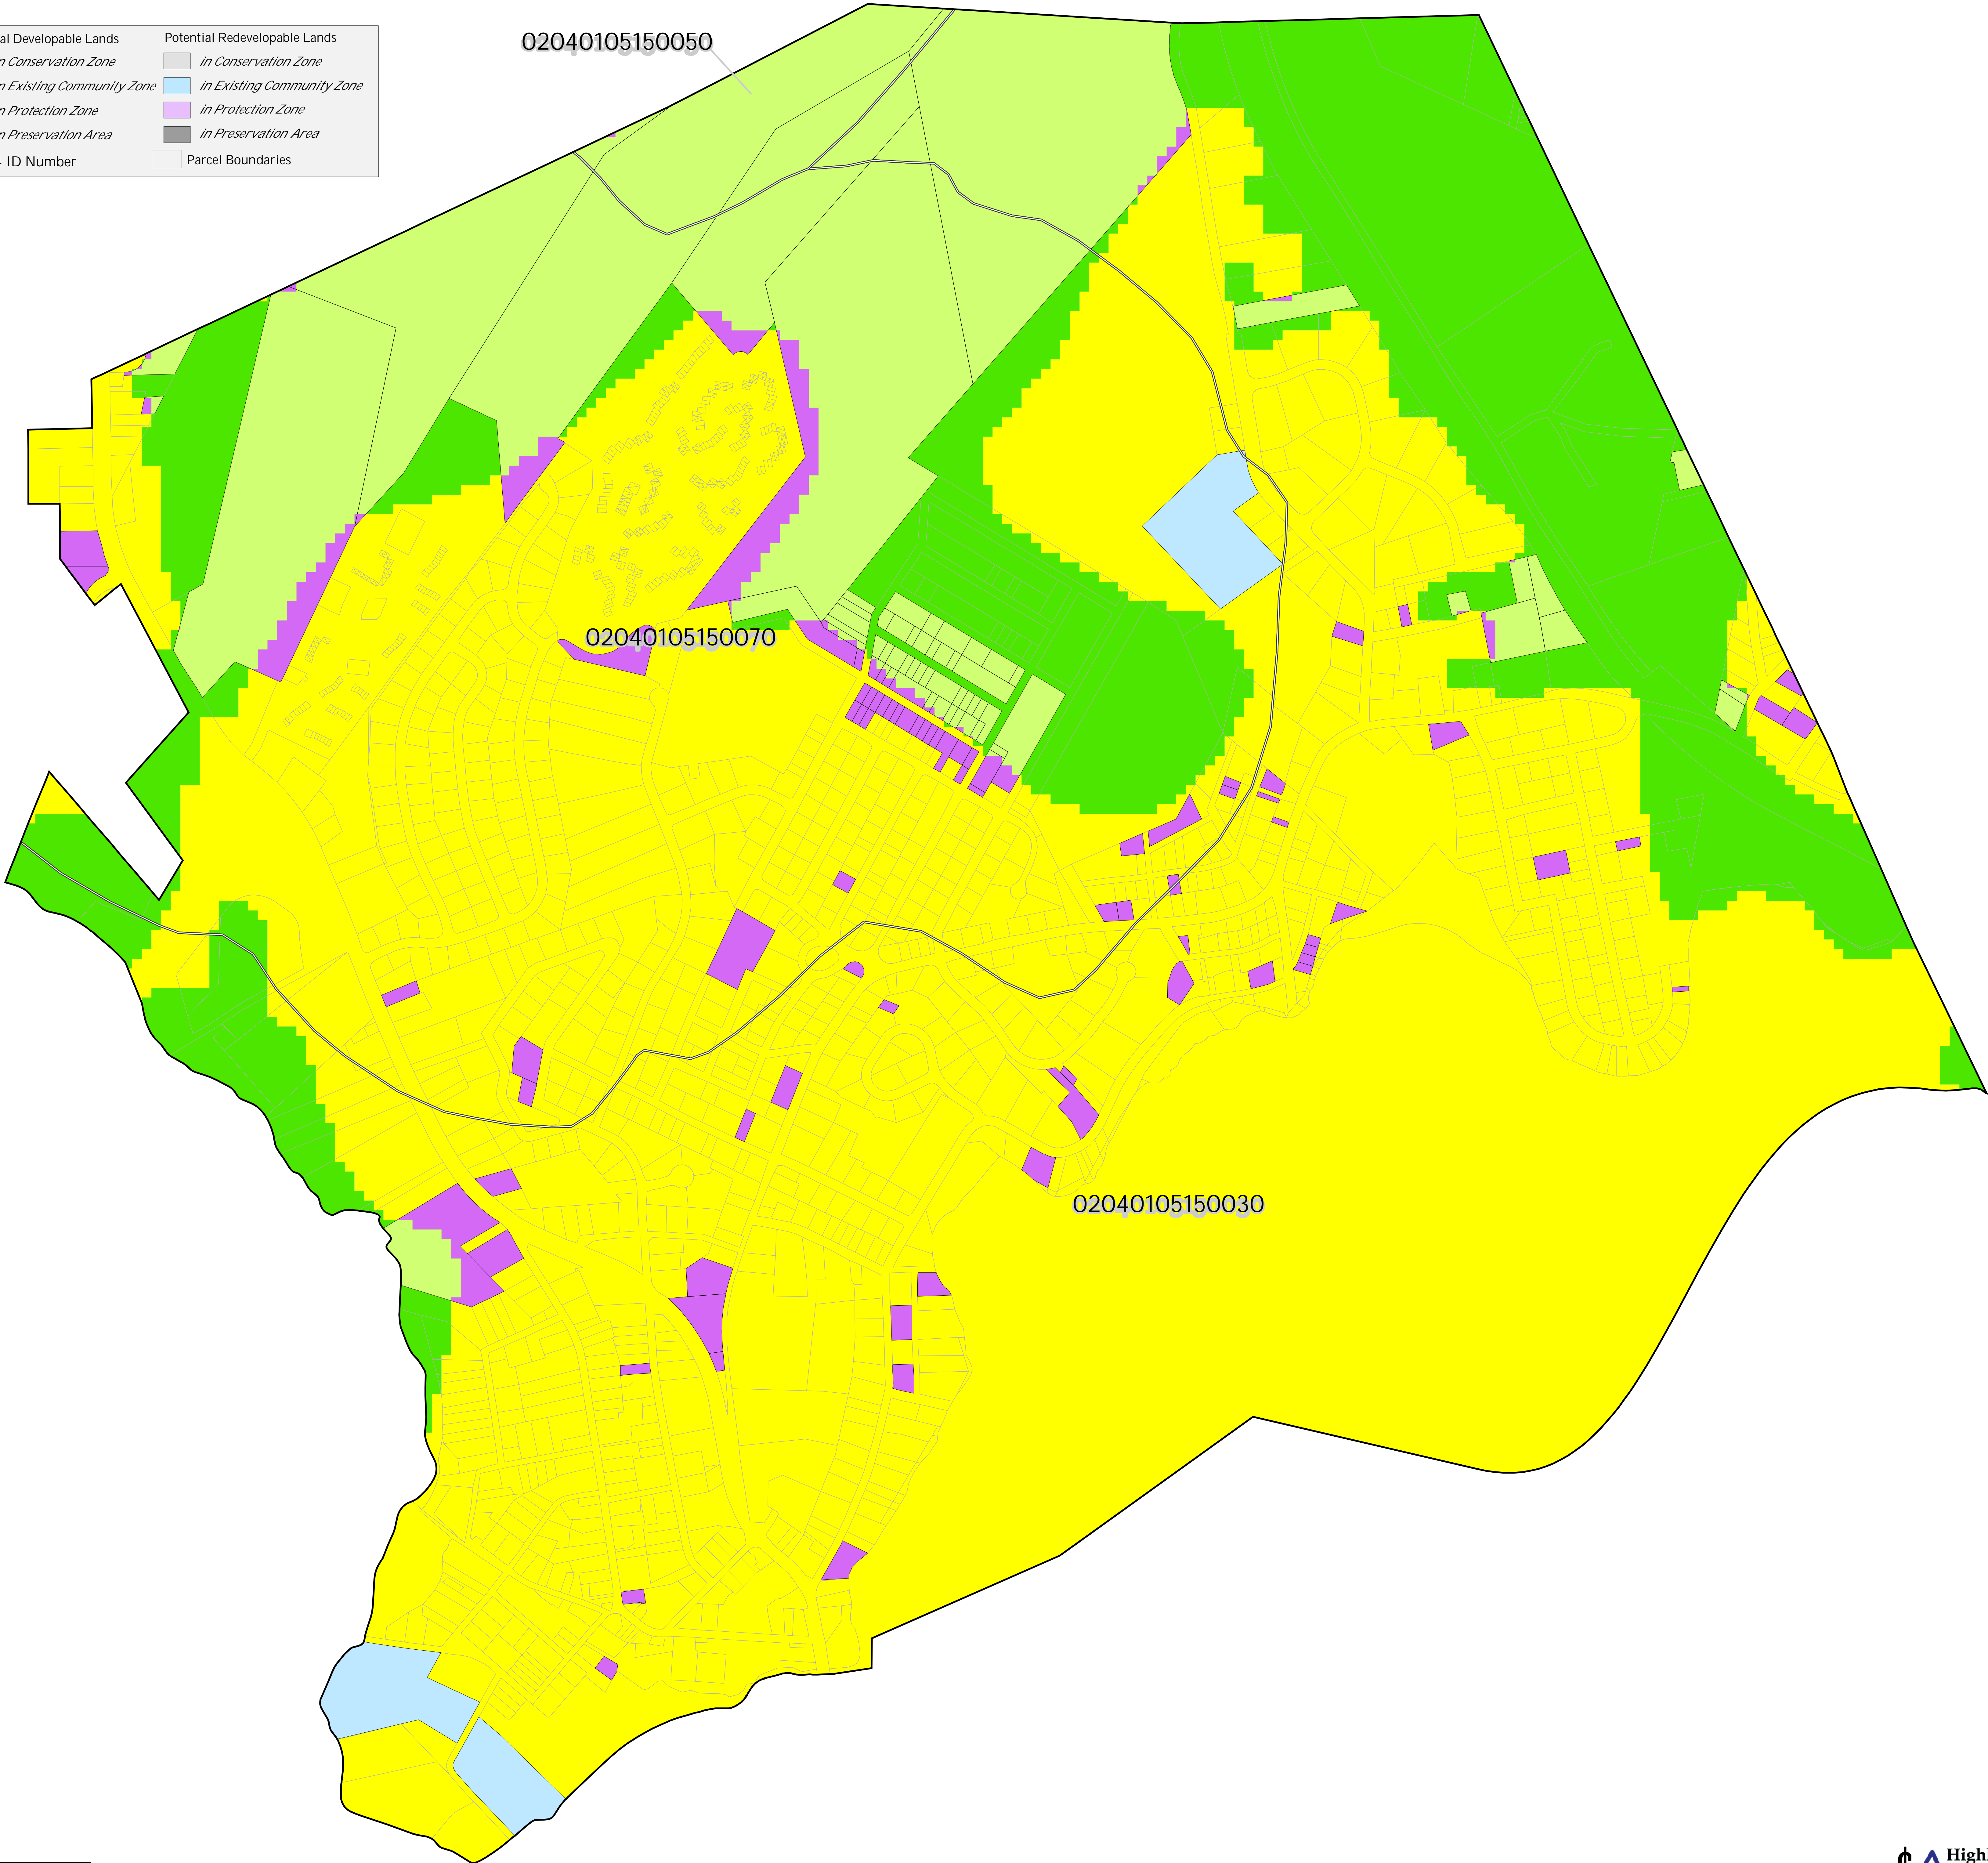 al Developable Lands
n Conservation Zone
n Existing Community Zone
n Protection Zone
n Preservation Area
ID Number
Potential Redevelopable Lands
in Conservation Zone
in Existing Community Zone
in Protection Zone
in Preservation Area
Parcel Boundaries
02040105150050
02040105150070
02040105150030
High